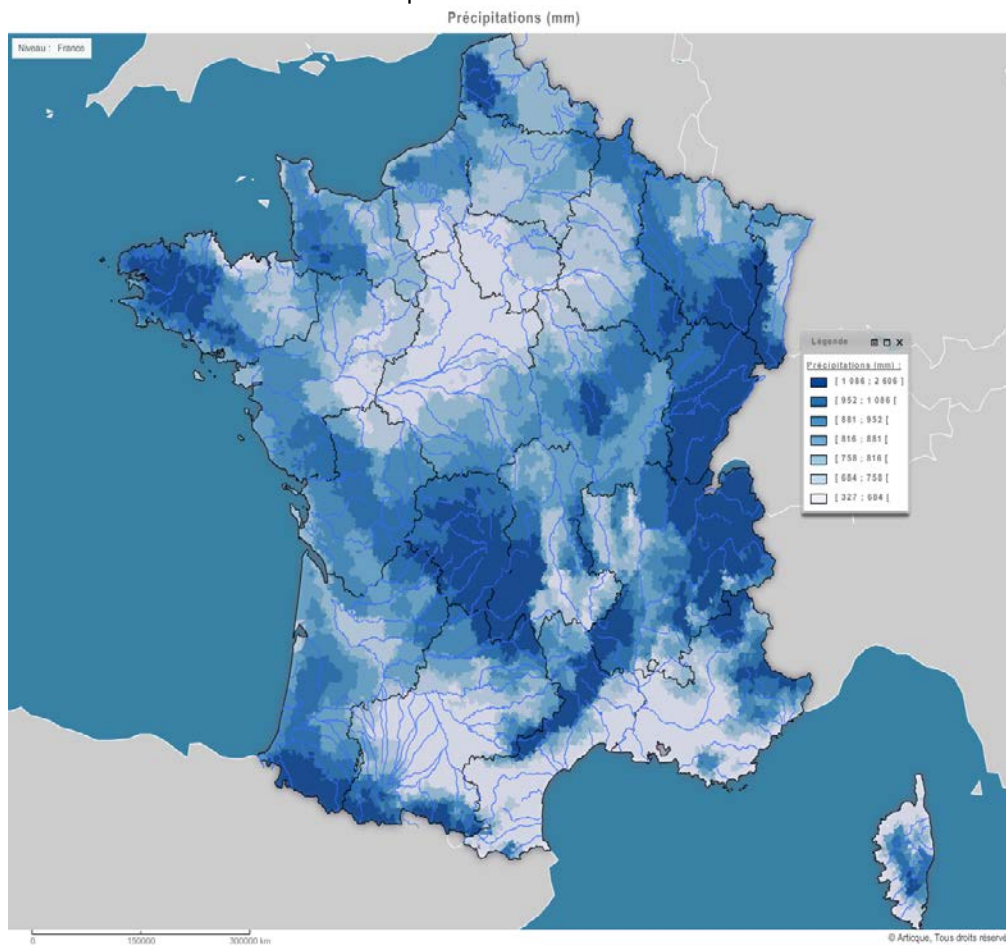 Précipitations (mm)
Niveau : France
Légende
Précipitations (mm) :
[ 1 086 ; 2 606 ]
[ 952 ; 1 086 [
[ 881 ; 952 [
[ 816 ; 881 [
[ 758 ; 816 [
[ 684 ; 758 [
[ 327 ; 684 [
0 150000 300000 km
© Articque, Tous droits réservé